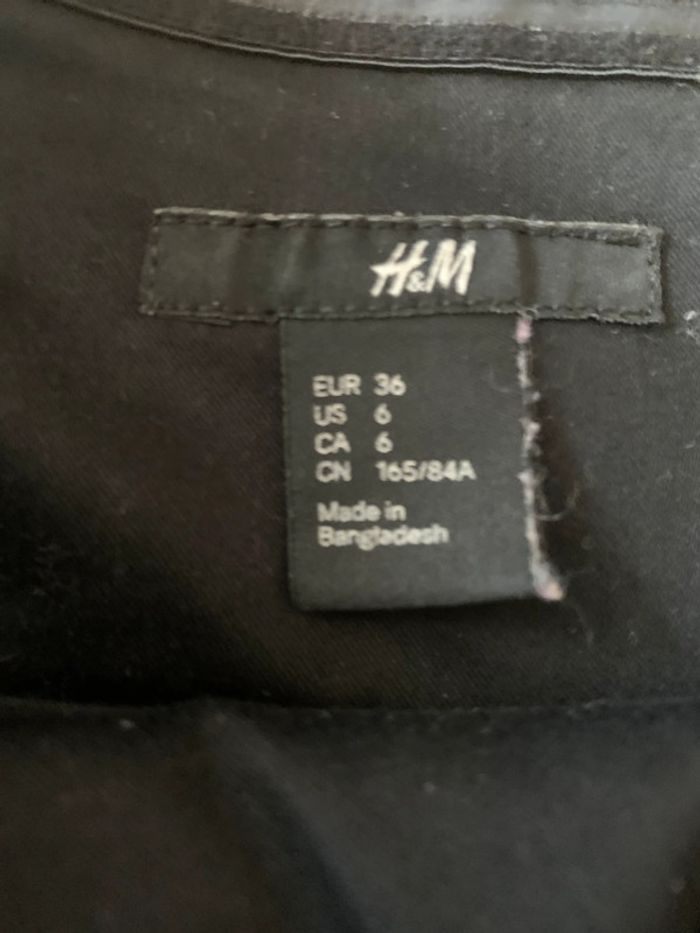 H&M
EUR 36
US 6
CA 6
CN 165/84A
Made in
Bangladesh